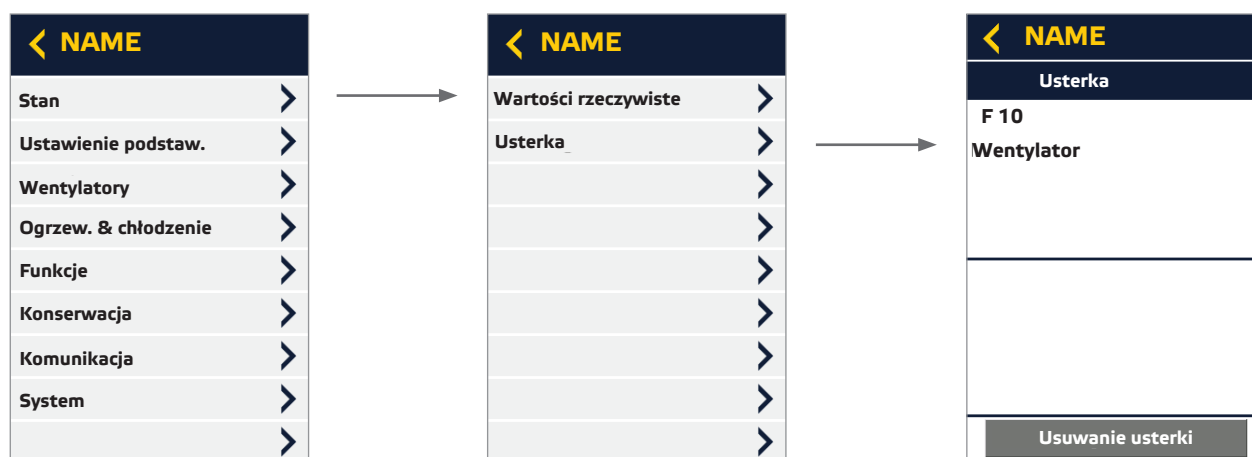 NAME
Stan
Ustawienie podstaw.
Wentylatory
Ogrzew. & chłodzenie
Funkcje
Konserwacja
Komunikacja
System
NAME
Wartości rzeczywiste
Usterka
NAME
Usterka
F 10
Wentylator
Usuwanie usterki